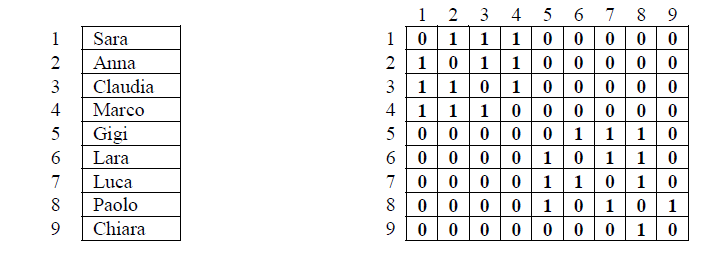 1 2 3 4 5 6 7 8 9
1 Sara 1 0 1 1 1 0 0 0 0 0
2 Anna 2 1 0 1 1 0 0 0 0 0
3 Claudia 3 1 1 0 1 0 0 0 0 0
4 Marco 4 1 1 1 0 0 0 0 0 0
5 Gigi 5 0 0 0 0 0 1 1 1 0
6 Lara 6 0 0 0 0 1 0 1 1 0
7 Luca 7 0 0 0 0 1 1 0 1 0
8 Paolo 8 0 0 0 0 1 0 1 0 1
9 Chiara 9 0 0 0 0 0 0 0 1 0